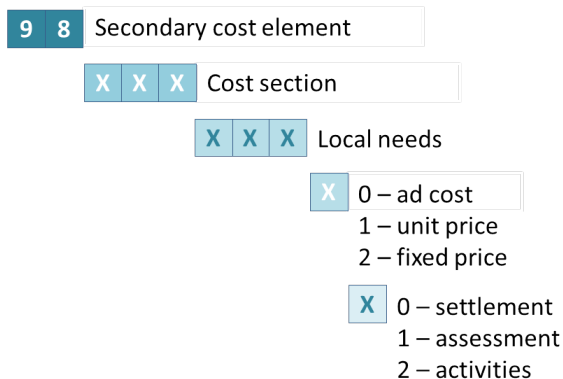 9 8 Secondary cost element
X X X Cost section
X X X Local needs
X 0 – ad cost
1 – unit price
2 – fixed price
X 0 – settlement
1 – assessment
2 – activities